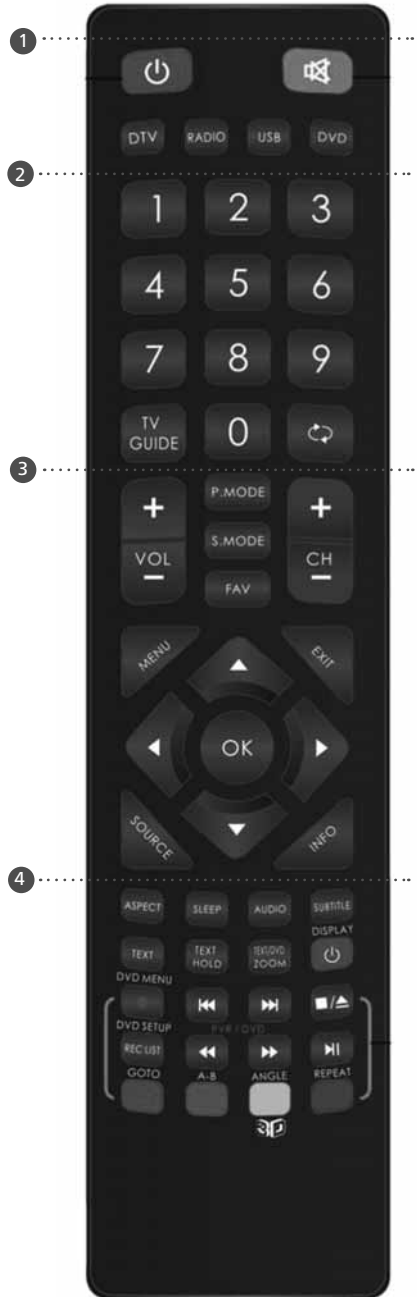 1
DTV RADIO USB DVD
2
1 2 3
4 5 6
7 8 9
TV GUIDE 0
3
+ P.MODE +
S.MODE
VOL CH
− FAV −
MENU EXIT
OK
SOURCE INFO
4
ASPECT SLEEP AUDIO SUBTITLE
DISPLAY
TEXT TEXT HOLD TEXT/DVD ZOOM
DVD MENU
DVD SETUP PVR / DVD
REC LIST
GOTO A-B ANGLE REPEAT
3D